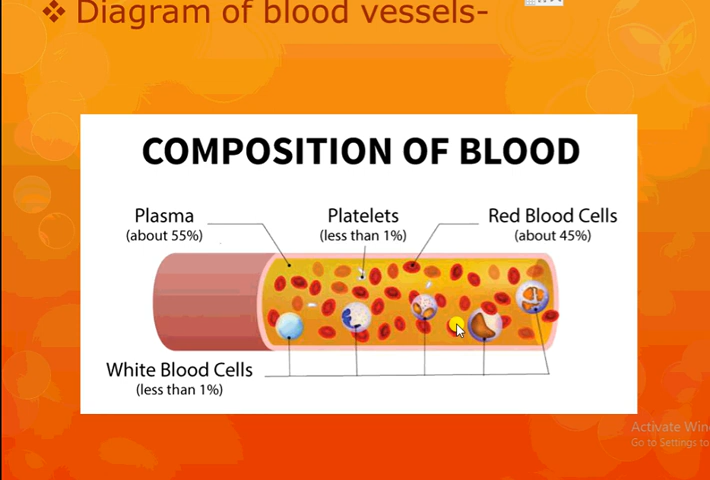 ❖ Diagram of blood vessels-
COMPOSITION OF BLOOD
Plasma
(about 55%)
Platelets
(less than 1%)
Red Blood Cells
(about 45%)
White Blood Cells
(less than 1%)
Activate Win
Go to Settings to